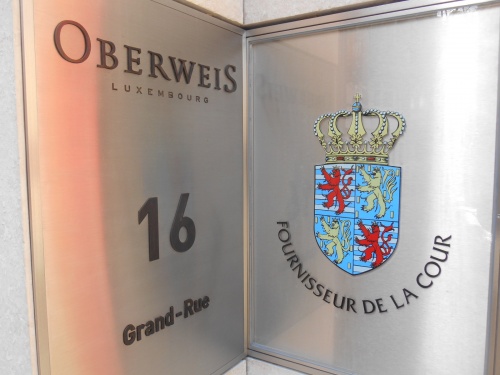 OBERWEIS
LUXEMBOURG
16
Grand-Rue
FOURNISSEUR DE LA COUR